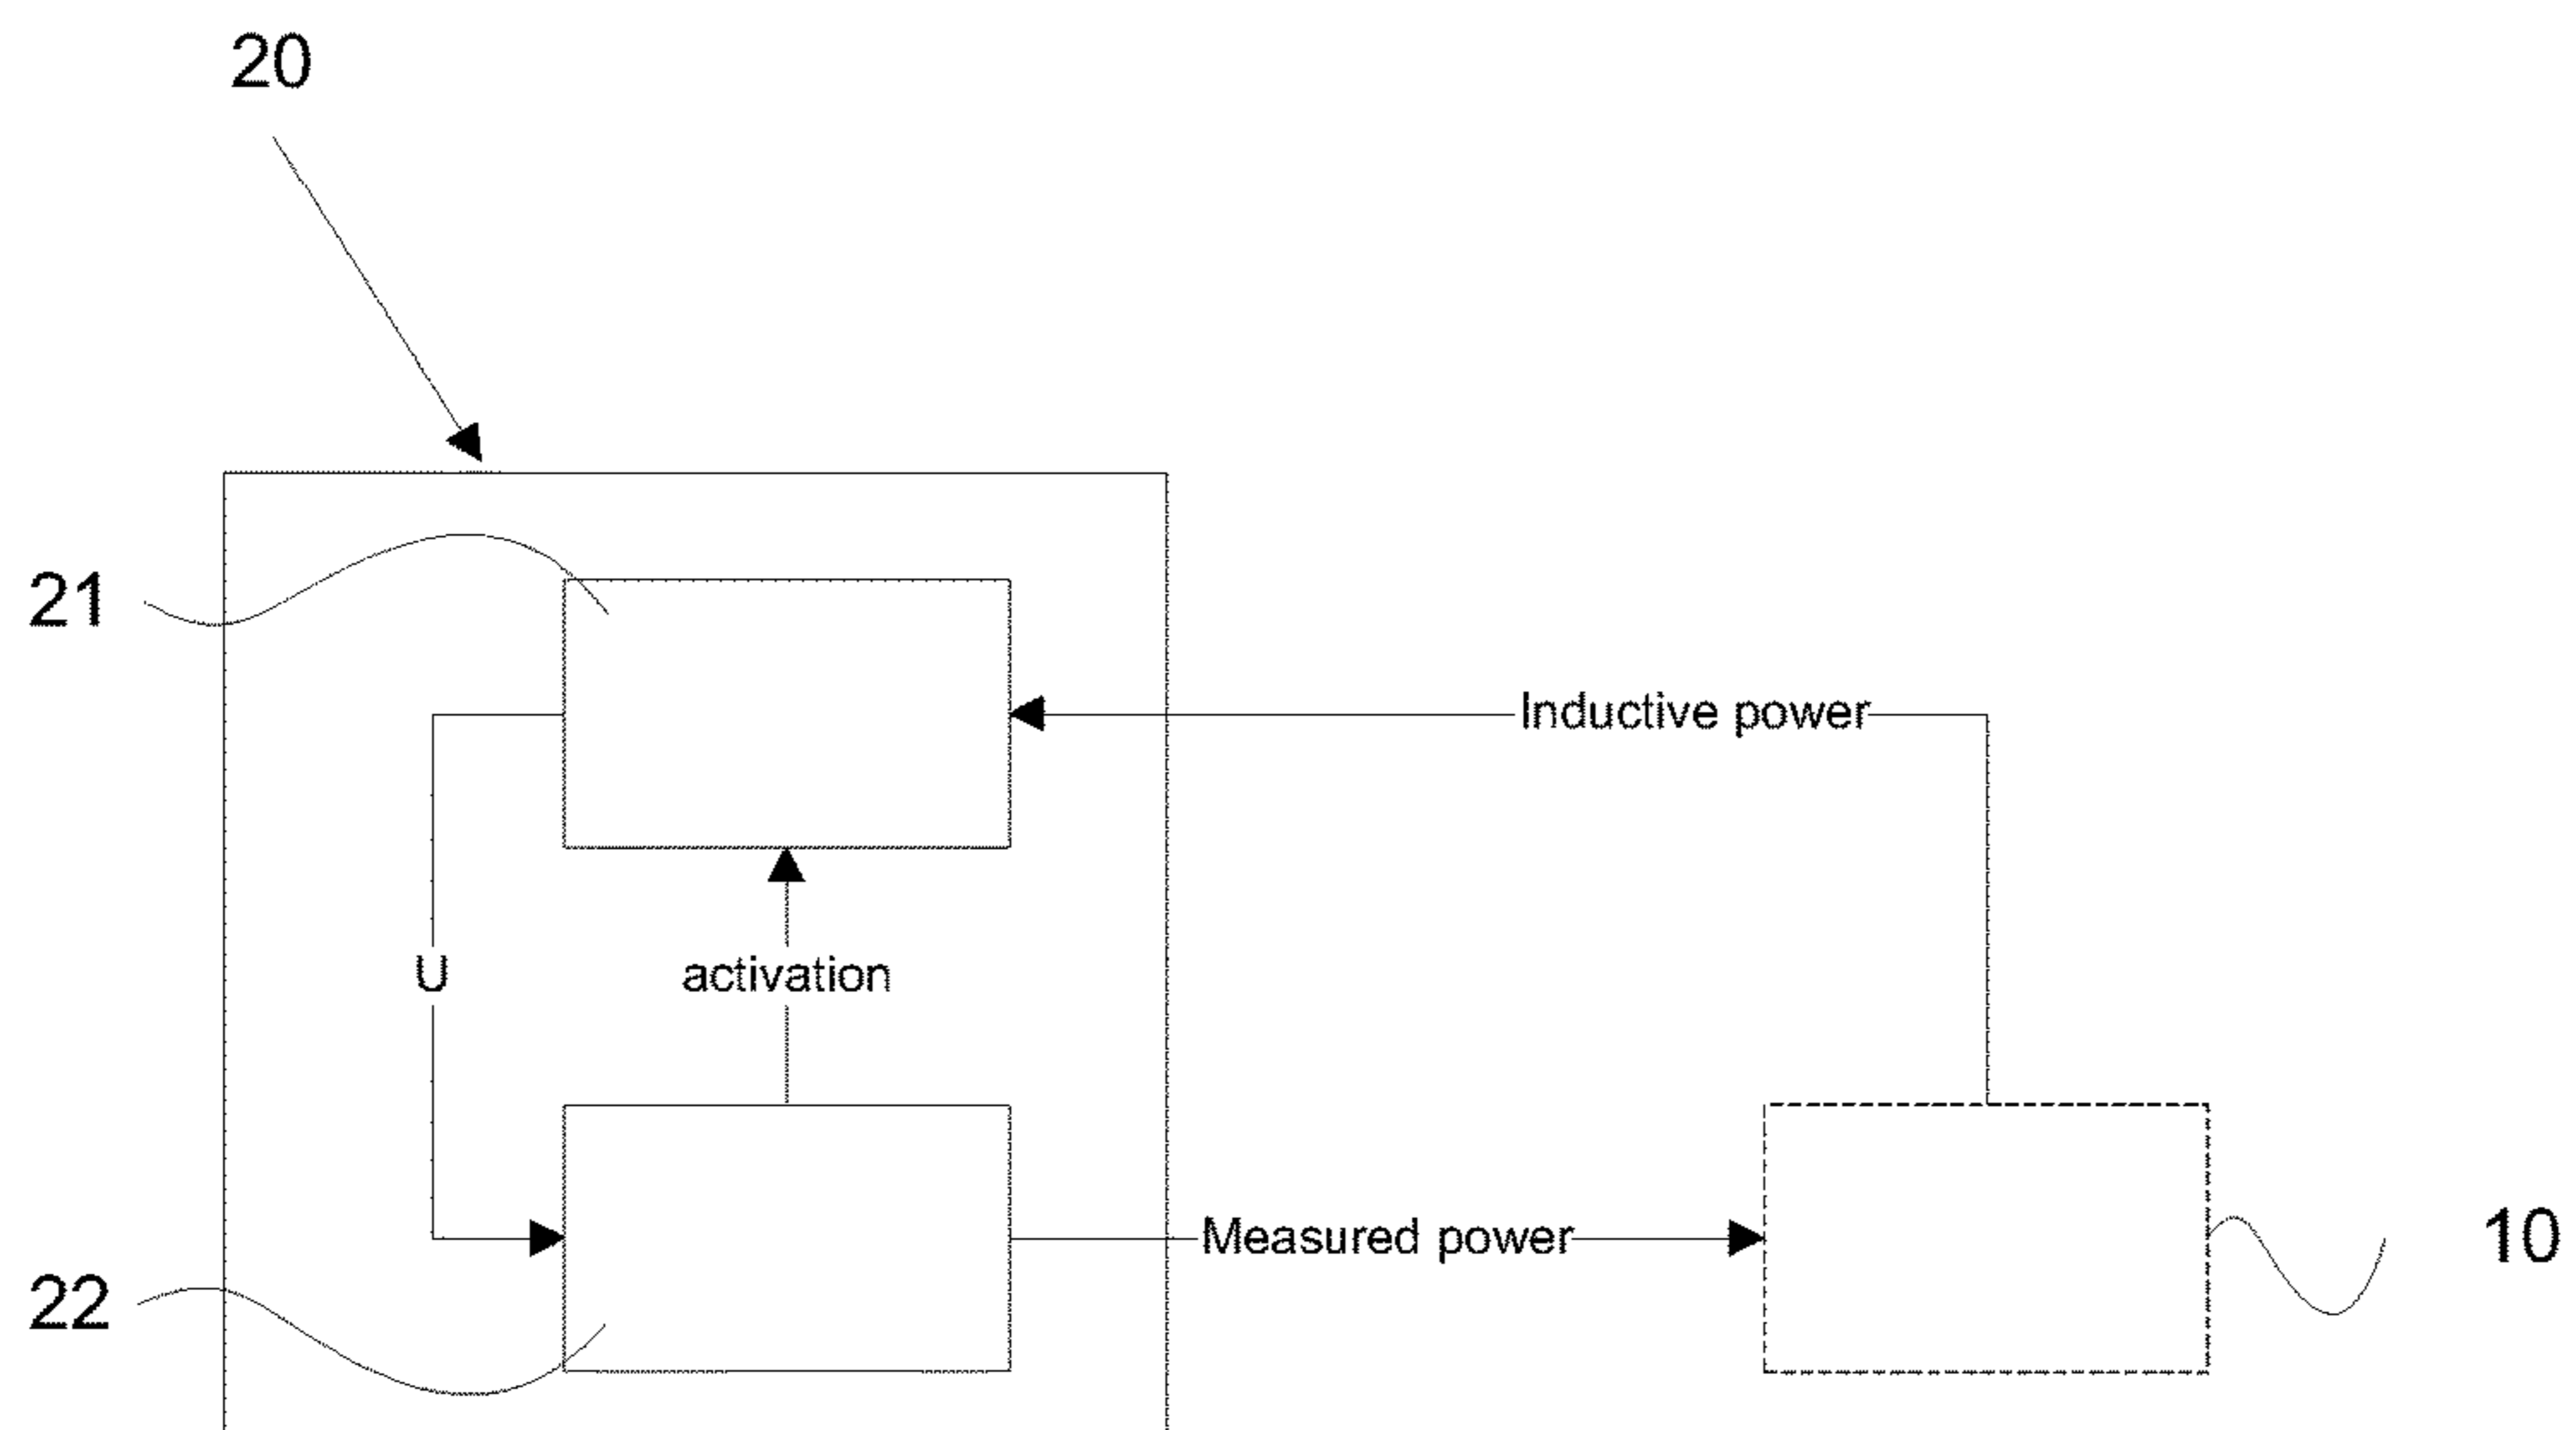 20
21
Inductive power
U
activation
22
Measured power
10